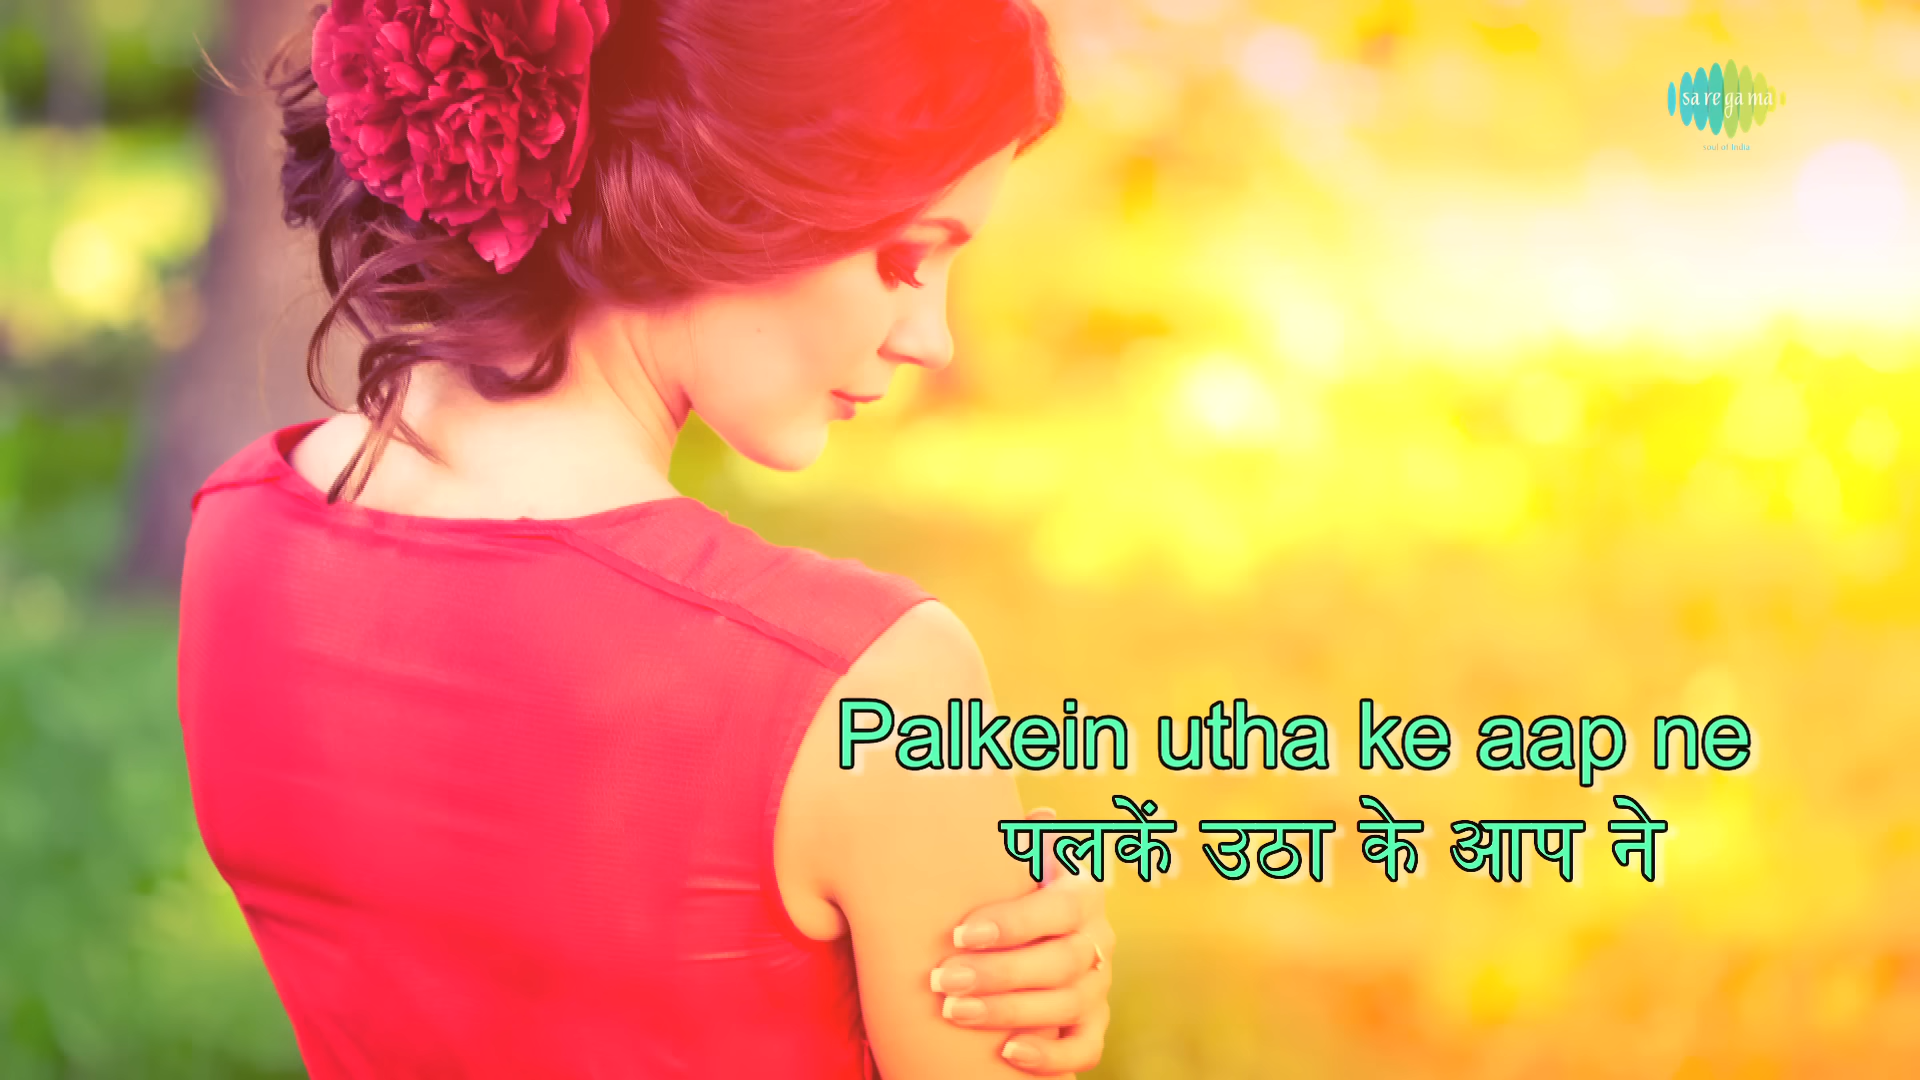 sa re ga ma
soul of India
Palkein utha ke aap ne
पलकें उठा के आप ने